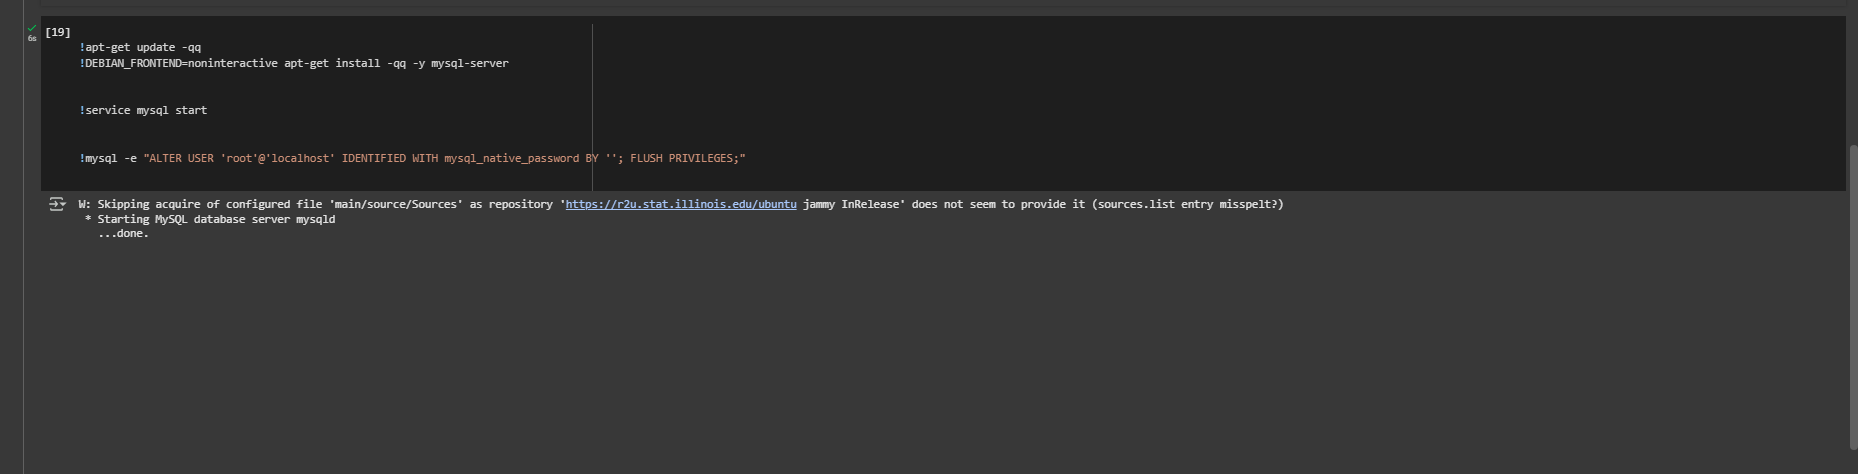 [19]
6s
!apt-get update -qq
!DEBIAN_FRONTEND=noninteractive apt-get install -qq -y mysql-server
!service mysql start
!mysql -e "ALTER USER 'root'@'localhost' IDENTIFIED WITH mysql_native_password BY ''; FLUSH PRIVILEGES;"
W: Skipping acquire of configured file 'main/source/Sources' as repository 'https://r2u.stat.illinois.edu/ubuntu jammy InRelease' does not seem to provide it (sources.list entry misspelt?)
* Starting MySQL database server mysqld
...done.